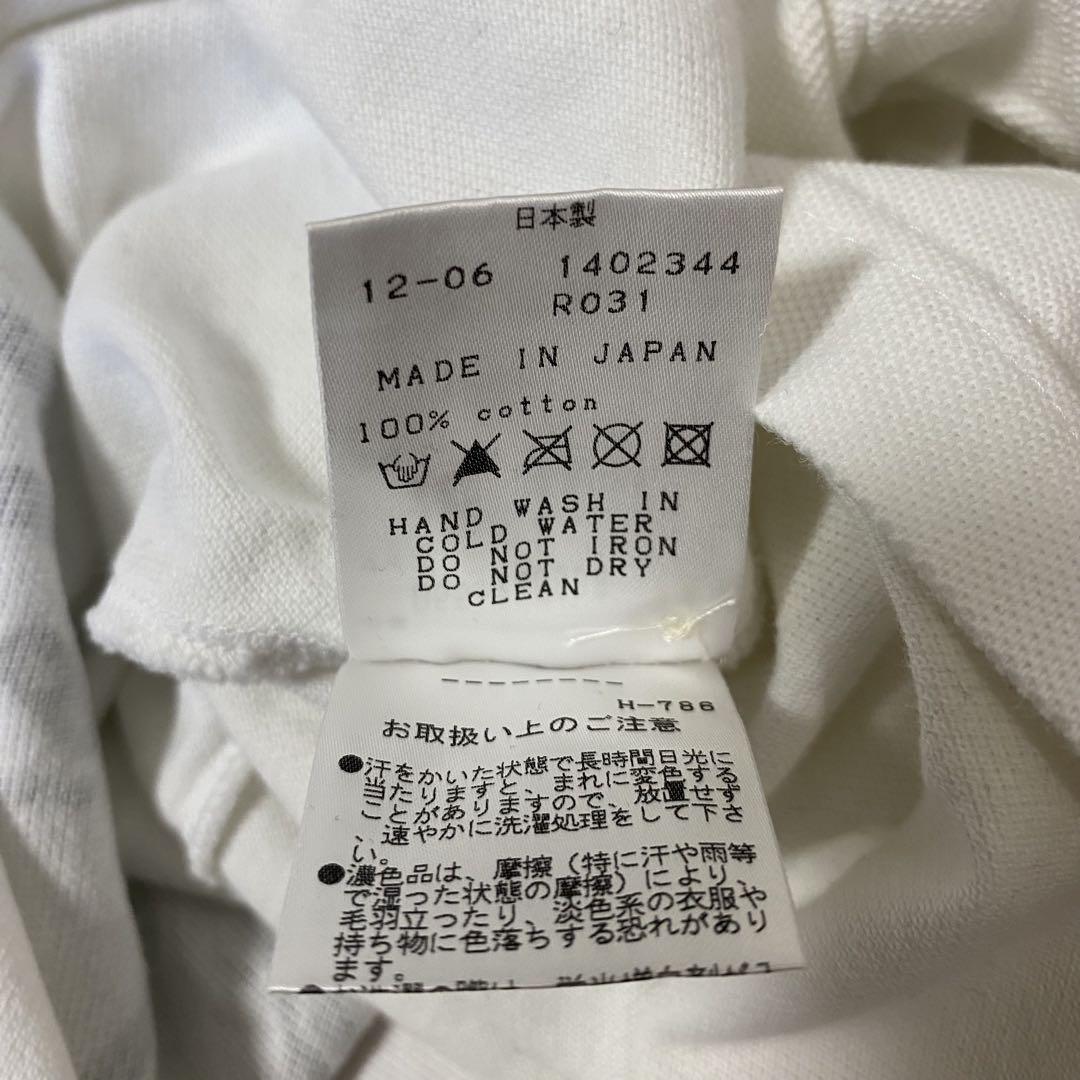 日本製
12-06 1402344
R031
MADE IN JAPAN
100% cotton
HAND WASH IN
COLD WATER
DO NOT IRON
DO NOT DRY
CLEAN
H-786
お取扱い上のご注意
●汗をかいた状態で長時間日光に
当たりますと、まれに変色する
ことがありますので、放置せず
、速やかに洗濯処理をして下さ
い。
●濃色品は、摩擦(特に汗や雨等
で湿った状態の摩擦)により、
毛羽立ったり、淡色系の衣服や
持ち物に色落ちする恐れがあり
ます。